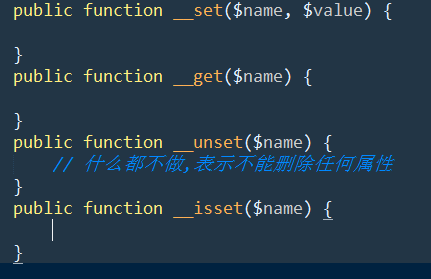 public function __set($name, $value) {
}
public function __get($name) {
}
public function __unset($name) {
// 什么都不做,表示不能删除任何属性
}
public function __isset($name) {
}